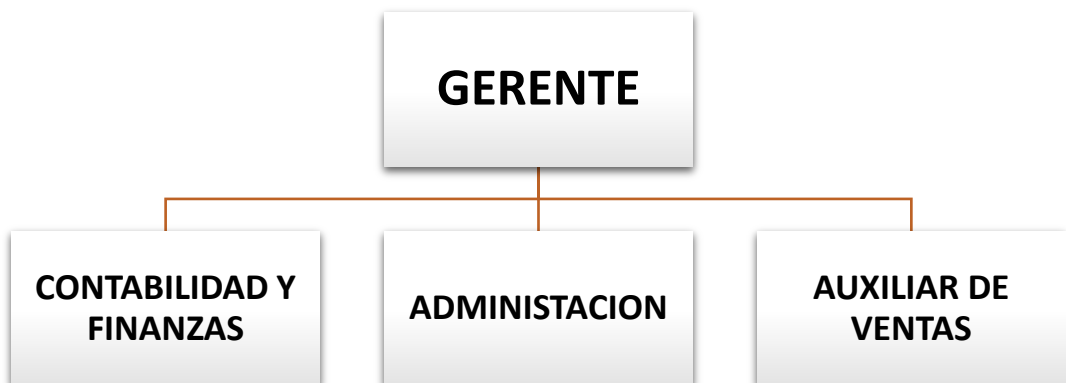 GERENTE
CONTABILIDAD Y
FINANZAS
ADMINISTACION
AUXILIAR DE
VENTAS